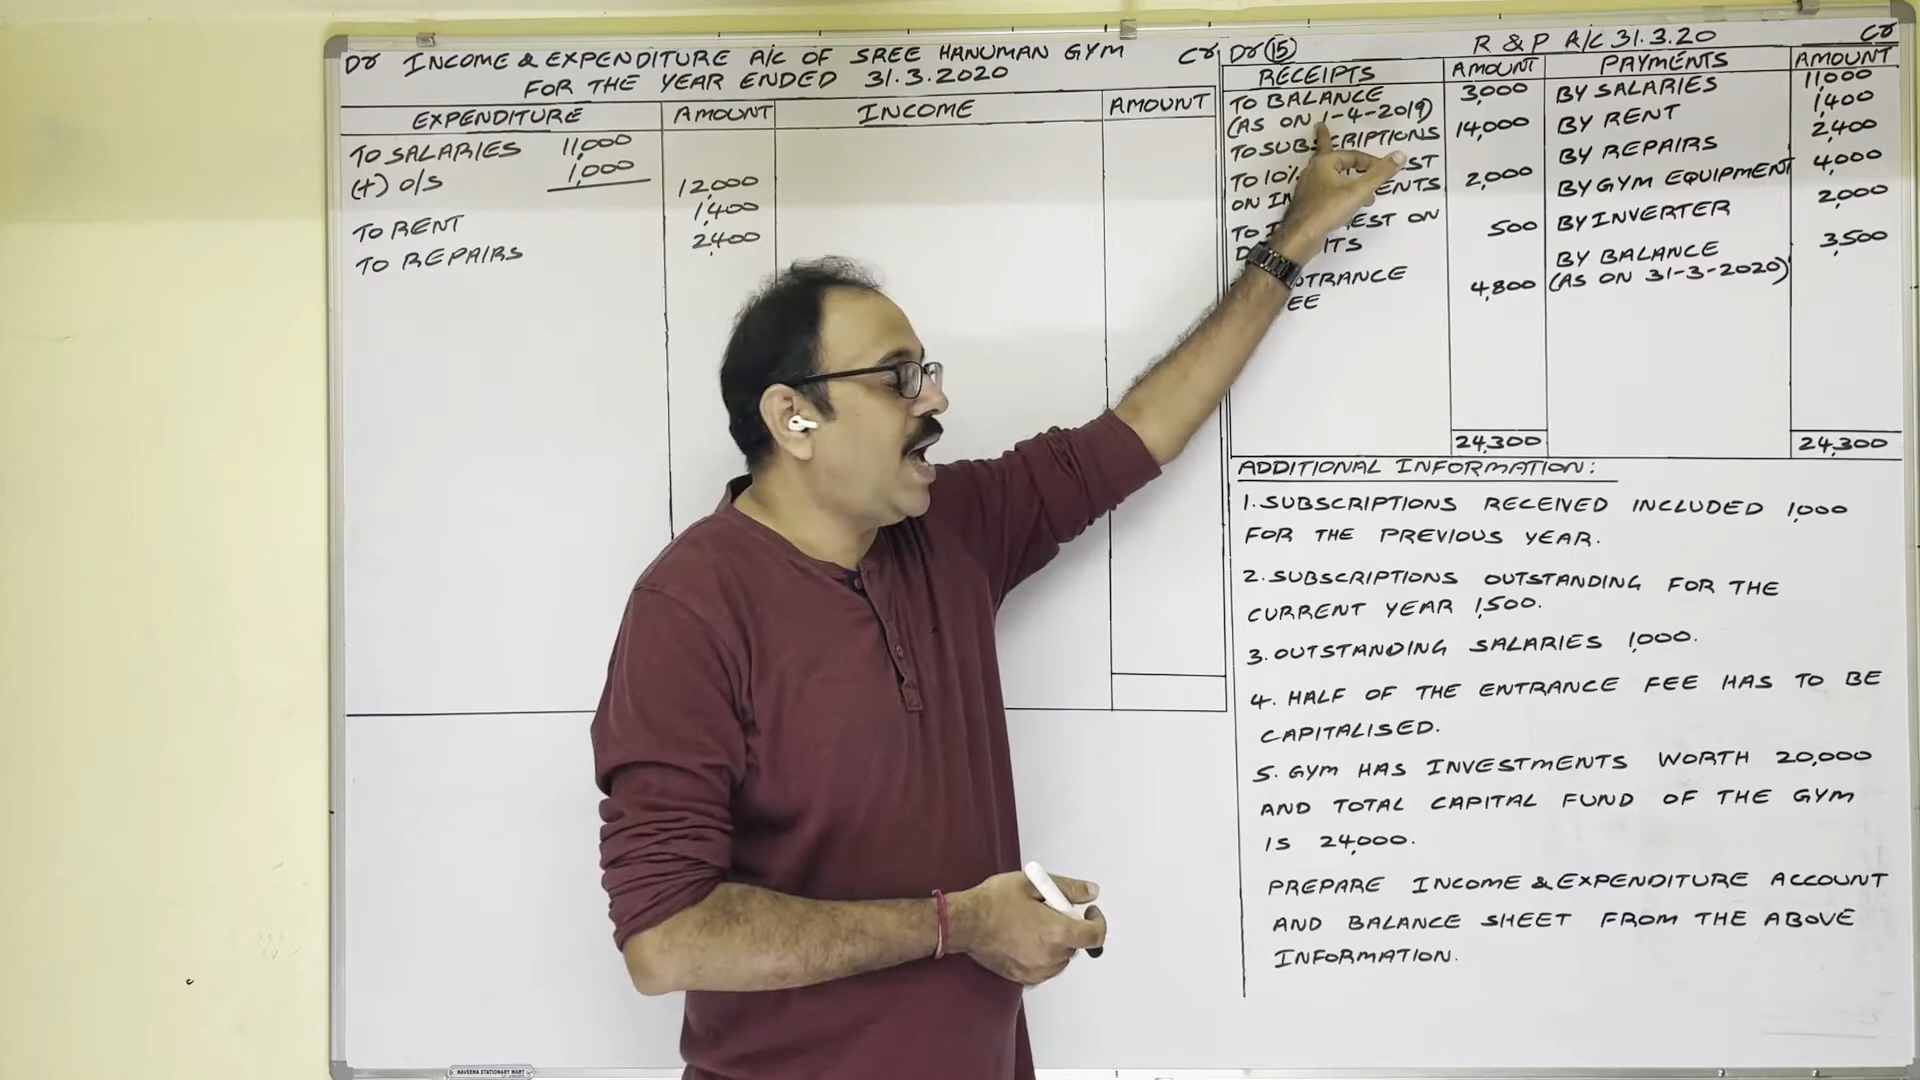 Dr INCOME & EXPENDITURE A/C OF SREE HANUMAN GYM Cr
FOR THE YEAR ENDED 31.3.2020
EXPENDITURE AMOUNT INCOME AMOUNT
TO SALARIES 11,000
(+) O/S 1,000 12,000
TO RENT 1,400
TO REPAIRS 2,400
Dr (15) R & P A/C 31.3.20 Cr
RECEIPTS AMOUNT PAYMENTS AMOUNT
TO BALANCE 3,000 BY SALARIES 11,000
(AS ON 1-4-2019) BY RENT 1,400
TO SUBSCRIPTIONS 14,000 BY REPAIRS 2,400
TO 10%
ON 2,000 BY GYM EQUIPMENT 4,000
TO ON 500 BY INVERTER 2,000
BY BALANCE 3,500
4,800 (AS ON 31-3-2020)
24,300 24,300
ADDITIONAL INFORMATION:
1. SUBSCRIPTIONS RECEIVED INCLUDED 1,000
FOR THE PREVIOUS YEAR.
2. SUBSCRIPTIONS OUTSTANDING FOR THE
CURRENT YEAR 1,500.
3. OUTSTANDING SALARIES 1,000.
4. HALF OF THE ENTRANCE FEE HAS TO BE
CAPITALISED.
5. GYM HAS INVESTMENTS WORTH 20,000
AND TOTAL CAPITAL FUND OF THE GYM
IS 24,000.
PREPARE INCOME & EXPENDITURE ACCOUNT
AND BALANCE SHEET FROM THE ABOVE
INFORMATION.
NAVEENA STATIONARY MART